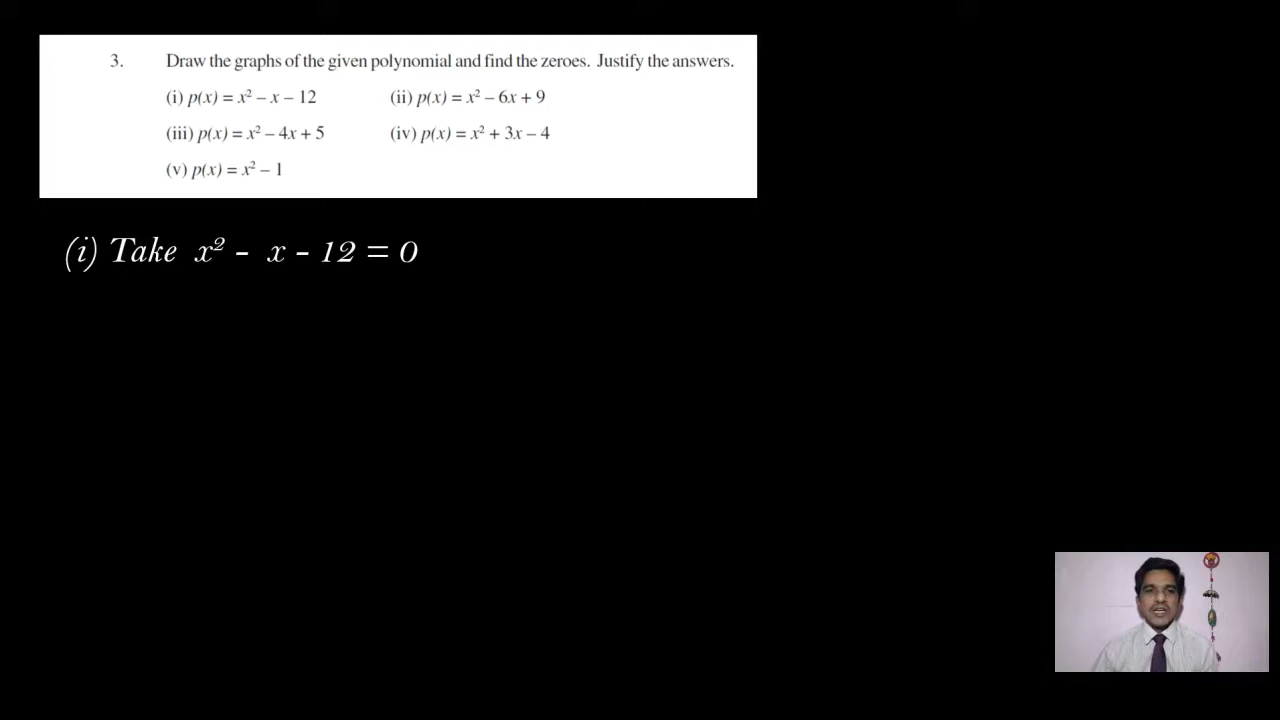 3. Draw the graphs of the given polynomial and find the zeroes. Justify the answers.
(i) p(x) = x² – x – 12 (ii) p(x) = x² – 6x + 9
(iii) p(x) = x² – 4x + 5 (iv) p(x) = x² + 3x – 4
(v) p(x) = x² – 1
(i) Take x² - x - 12 = 0